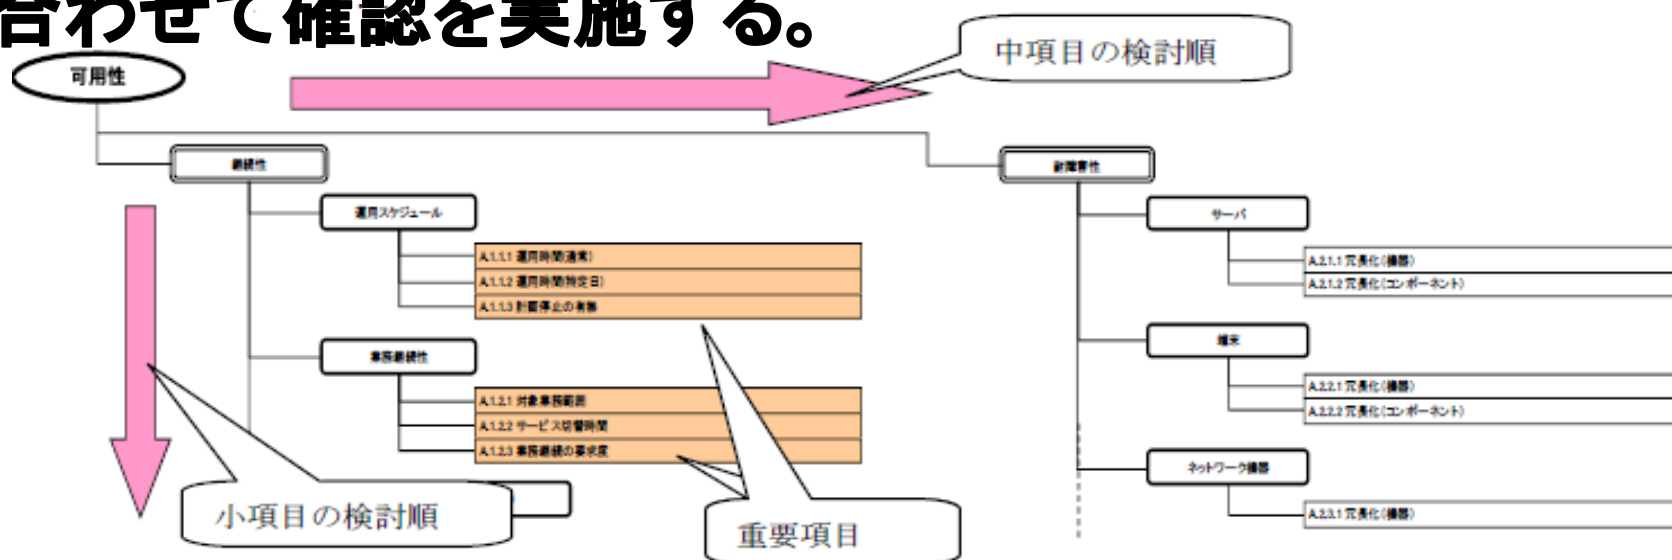 合わせて確認を実施する。
中項目の検討順
可用性
継続性
耐障害性
運用スケジュール
サーバ
A.1.1.1 運用時間(通常)
A.1.1.2 運用時間(特定日)
A.1.1.3 計画停止の有無
A.2.1.1 冗長化(機器)
A.2.1.2 冗長化(コンポーネント)
業務継続性
端末
A.1.2.1 対象業務範囲
A.1.2.2 サービス切替時間
A.1.2.3 業務継続の要求度
A.2.2.1 冗長化(機器)
A.2.2.2 冗長化(コンポーネント)
ネットワーク機器
A.2.3.1 冗長化(機器)
小項目の検討順
重要項目